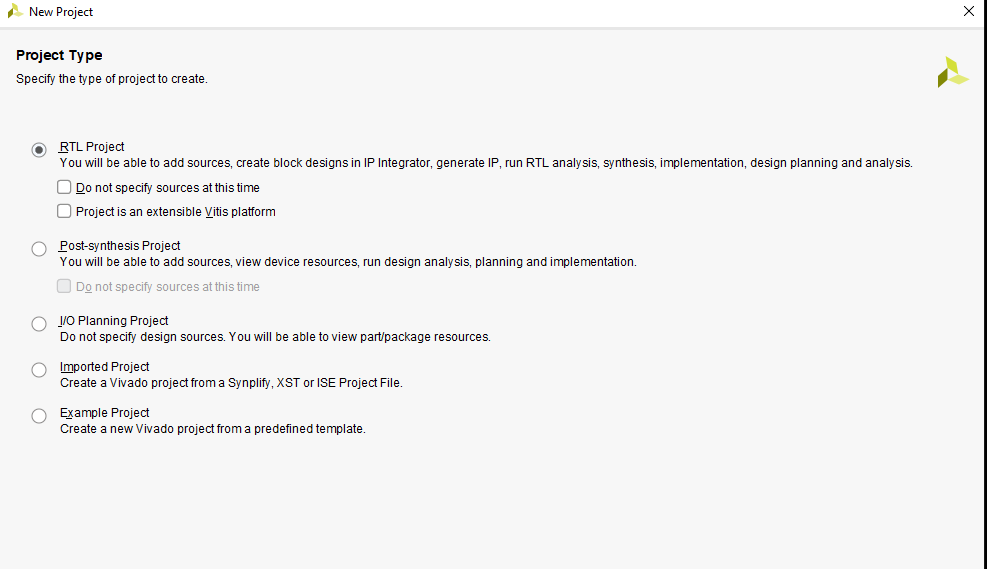 New Project
Project Type
Specify the type of project to create.
RTL Project
You will be able to add sources, create block designs in IP Integrator, generate IP, run RTL analysis, synthesis, implementation, design planning and analysis.
Do not specify sources at this time
Project is an extensible Vitis platform
Post-synthesis Project
You will be able to add sources, view device resources, run design analysis, planning and implementation.
Do not specify sources at this time
I/O Planning Project
Do not specify design sources. You will be able to view part/package resources.
Imported Project
Create a Vivado project from a Synplify, XST or ISE Project File.
Example Project
Create a new Vivado project from a predefined template.